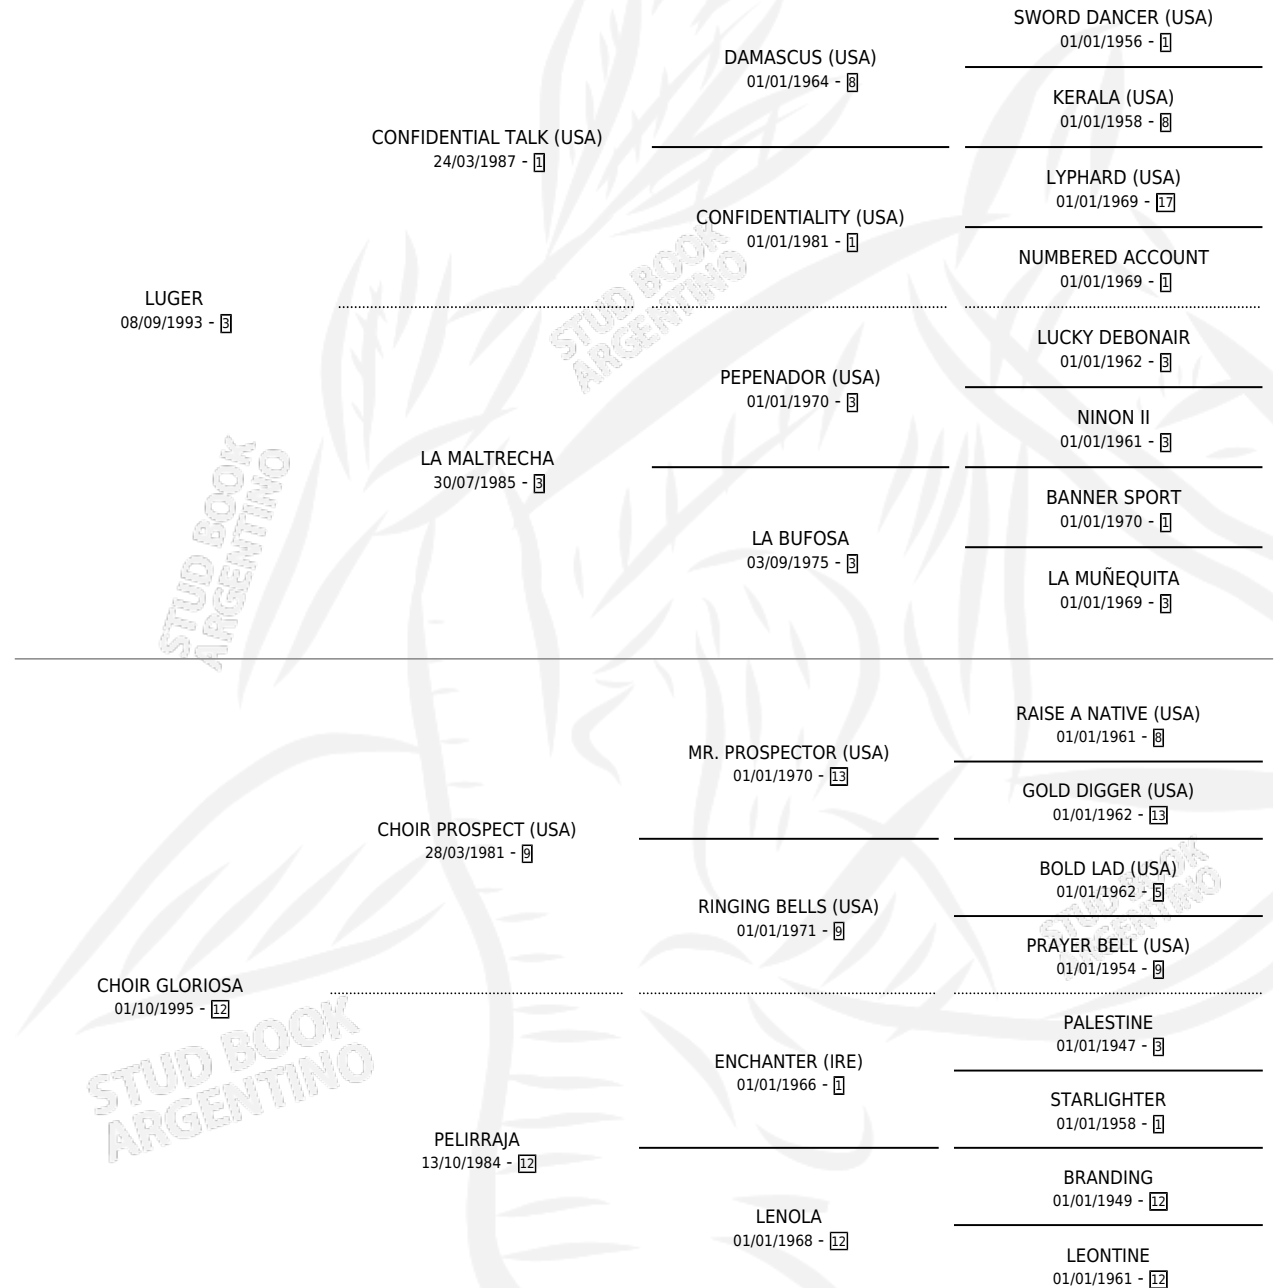 SWORD DANCER (USA)
01/01/1956 - 1
DAMASCUS (USA)
01/01/1964 - 8
KERALA (USA)
01/01/1958 - 8
CONFIDENTIAL TALK (USA)
24/03/1987 - 1
LYPHARD (USA)
01/01/1969 - 17
CONFIDENTIALITY (USA)
01/01/1981 - 1
NUMBERED ACCOUNT
01/01/1969 - 1
LUGER
08/09/1993 - 3
LUCKY DEBONAIR
01/01/1962 - 3
PEPENADOR (USA)
01/01/1970 - 3
NINON II
01/01/1961 - 3
LA MALTRECHA
30/07/1985 - 3
BANNER SPORT
01/01/1970 - 1
LA BUFOSA
03/09/1975 - 3
LA MUÑEQUITA
01/01/1969 - 3
STUD BOOK
ARGENTINO
STUD BOOK
ARGENTINO
RAISE A NATIVE (USA)
01/01/1961 - 8
MR. PROSPECTOR (USA)
01/01/1970 - 13
GOLD DIGGER (USA)
01/01/1962 - 13
CHOIR PROSPECT (USA)
28/03/1981 - 9
BOLD LAD (USA)
01/01/1962 - 5
RINGING BELLS (USA)
01/01/1971 - 9
PRAYER BELL (USA)
01/01/1954 - 9
CHOIR GLORIOSA
01/10/1995 - 12
PALESTINE
01/01/1947 - 3
ENCHANTER (IRE)
01/01/1966 - 1
STARLIGHTER
01/01/1958 - 1
PELIRRAJA
13/10/1984 - 12
BRANDING
01/01/1949 - 12
LENOLA
01/01/1968 - 12
LEONTINE
01/01/1961 - 12
STUD BOOK
ARGENTINO
STUD BOOK
ARGENTINO